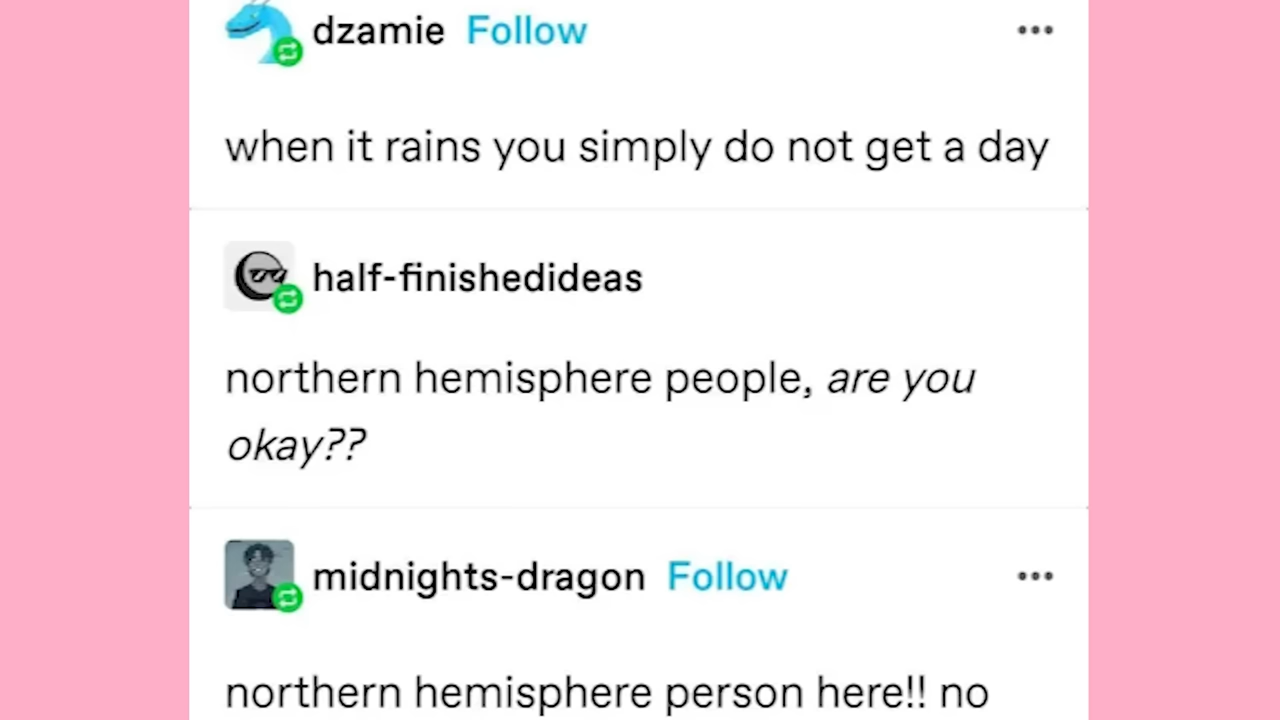 dzamie Follow
when it rains you simply do not get a day
half-finishedideas
northern hemisphere people, are you
okay??
midnights-dragon Follow
northern hemisphere person here!! no